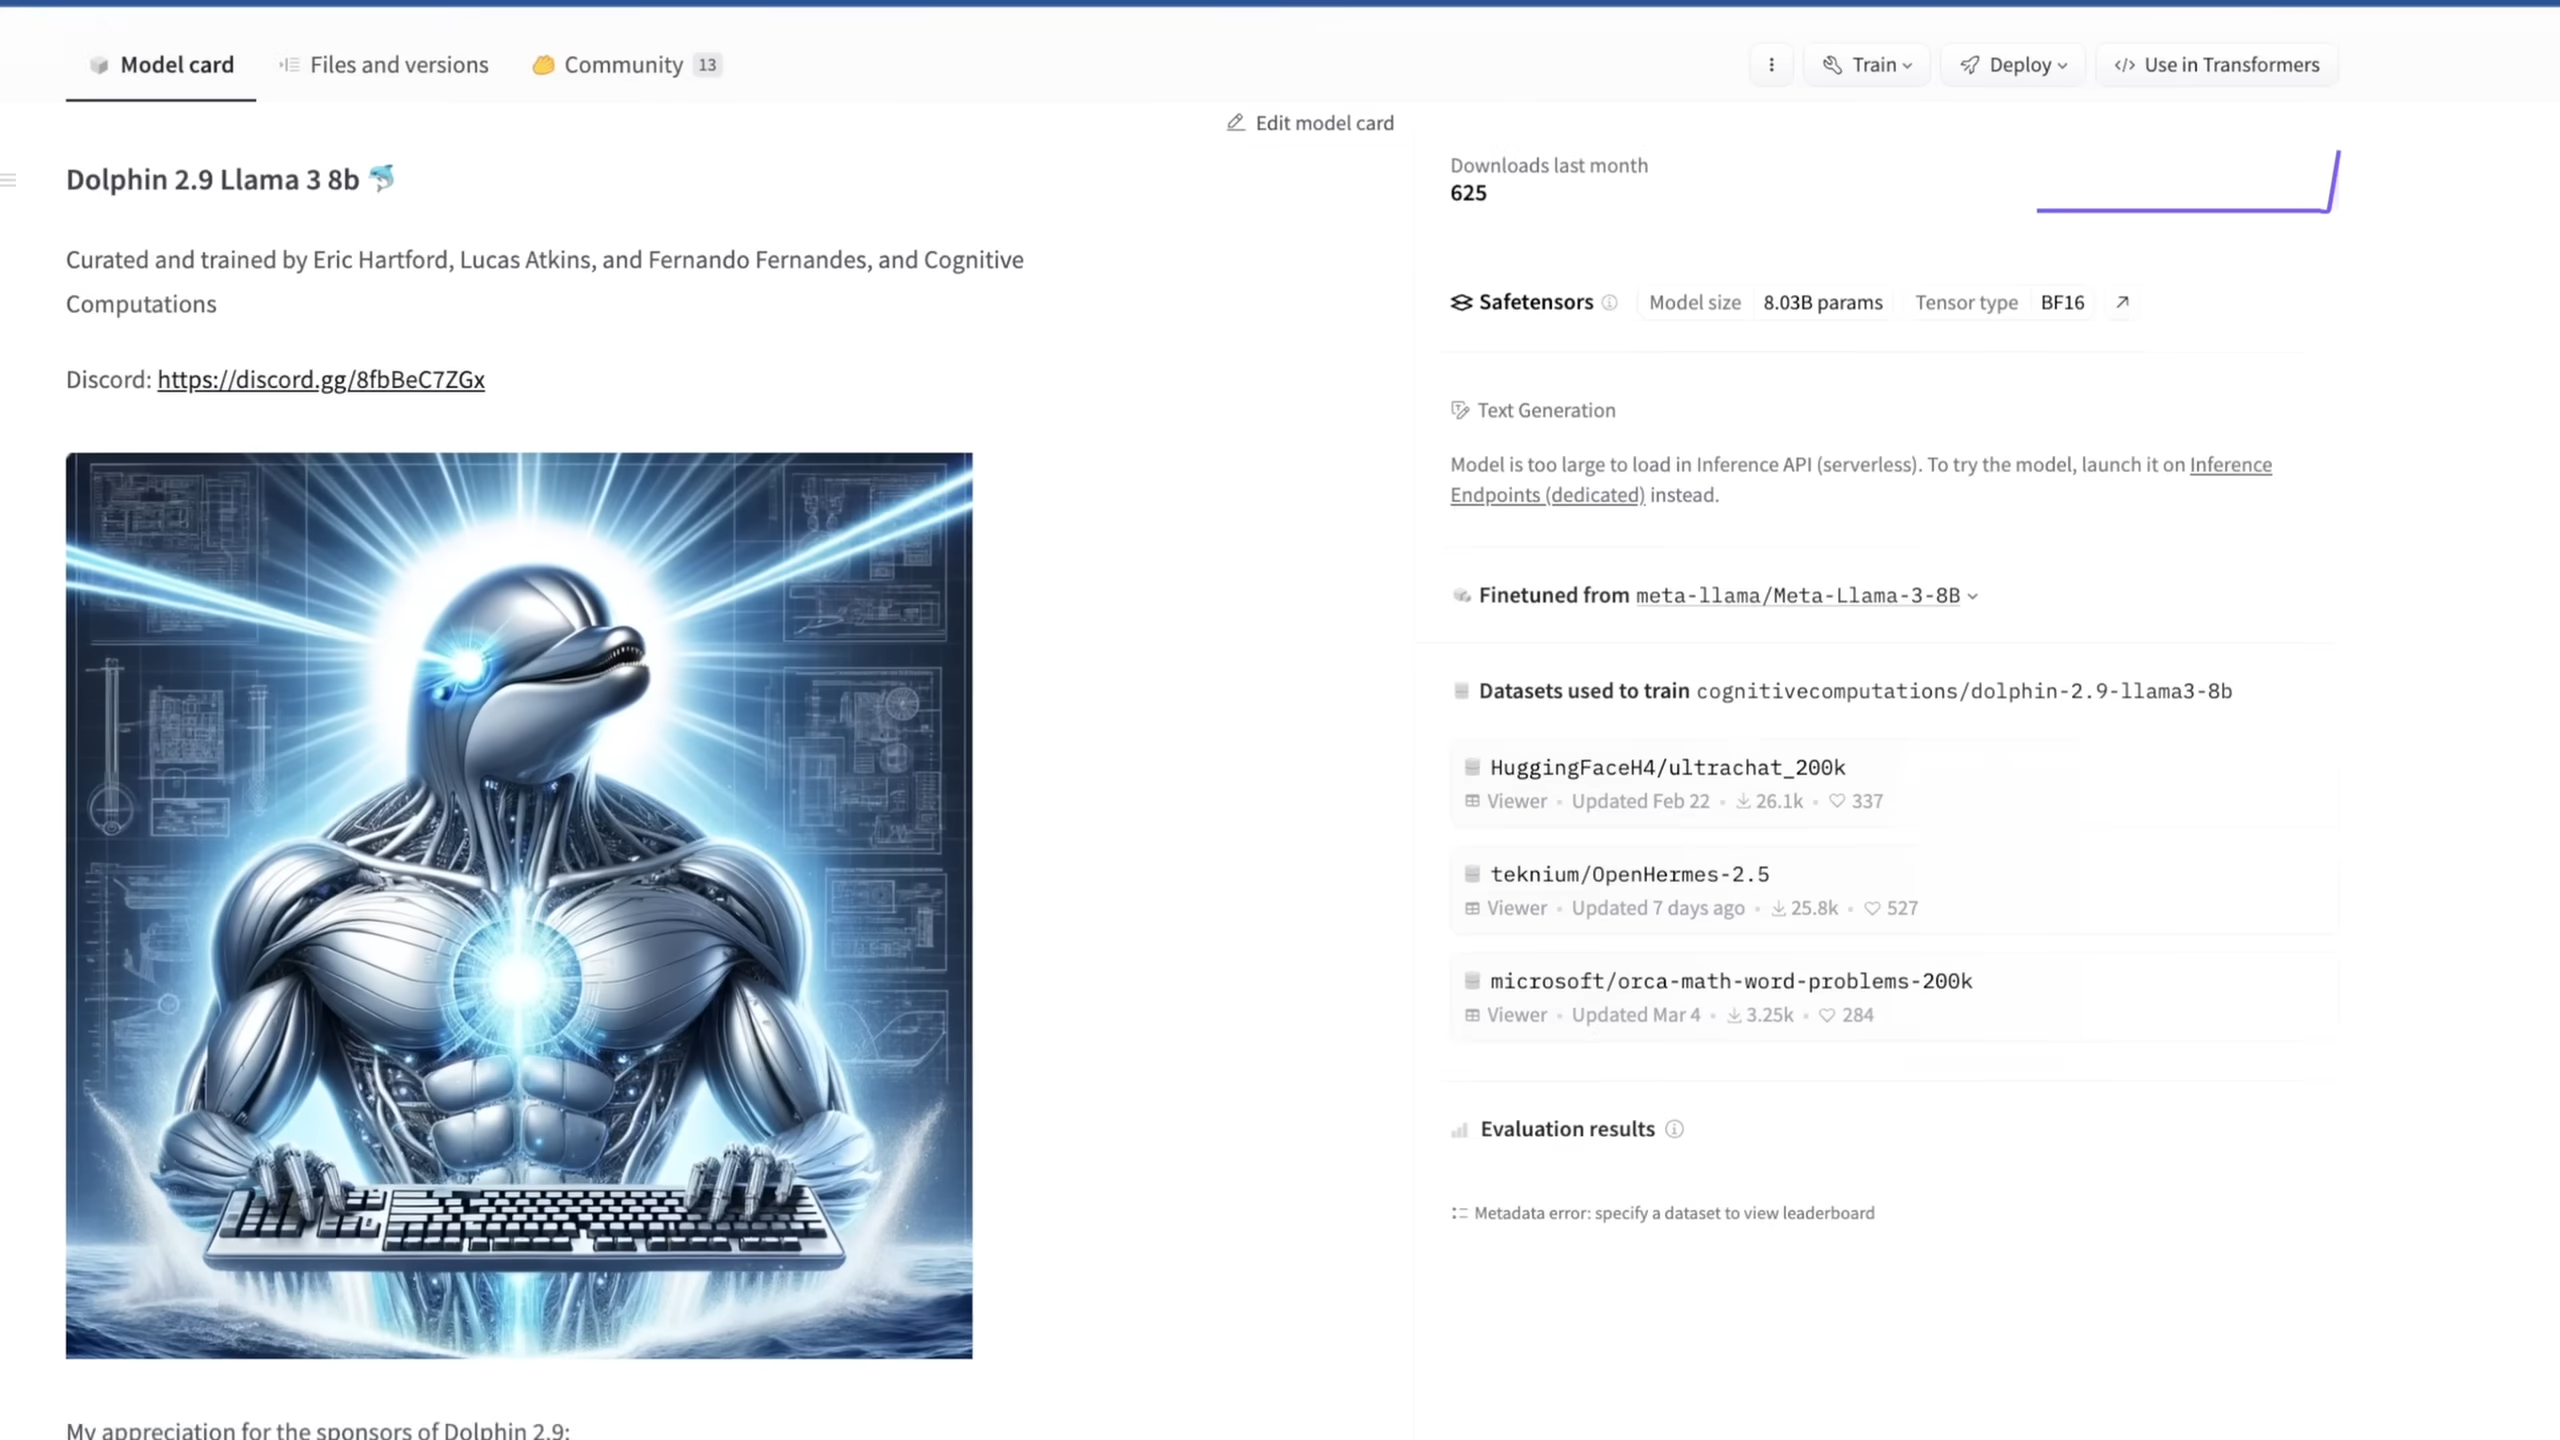 Model card
Files and versions
Community 13
Train
Deploy
</> Use in Transformers
Edit model card
Dolphin 2.9 Llama 3 8b 🐬
Curated and trained by Eric Hartford, Lucas Atkins, and Fernando Fernandes, and Cognitive
Computations
Discord: https://discord.gg/8fbBeC7ZGx
My appreciation for the sponsors of Dolphin 2.9:
Downloads last month
625
Safetensors
Model size 8.03B params
Tensor type BF16
Text Generation
Model is too large to load in Inference API (serverless). To try the model, launch it on Inference
Endpoints (dedicated) instead.
Finetuned from meta-llama/Meta-Llama-3-8B
Datasets used to train cognitivecomputations/dolphin-2.9-llama3-8b
HuggingFaceH4/ultrachat_200k
Viewer • Updated Feb 22 • 26.1k • 337
teknium/OpenHermes-2.5
Viewer • Updated 7 days ago • 25.8k • 527
microsoft/orca-math-word-problems-200k
Viewer • Updated Mar 4 • 3.25k • 284
Evaluation results
Metadata error: specify a dataset to view leaderboard